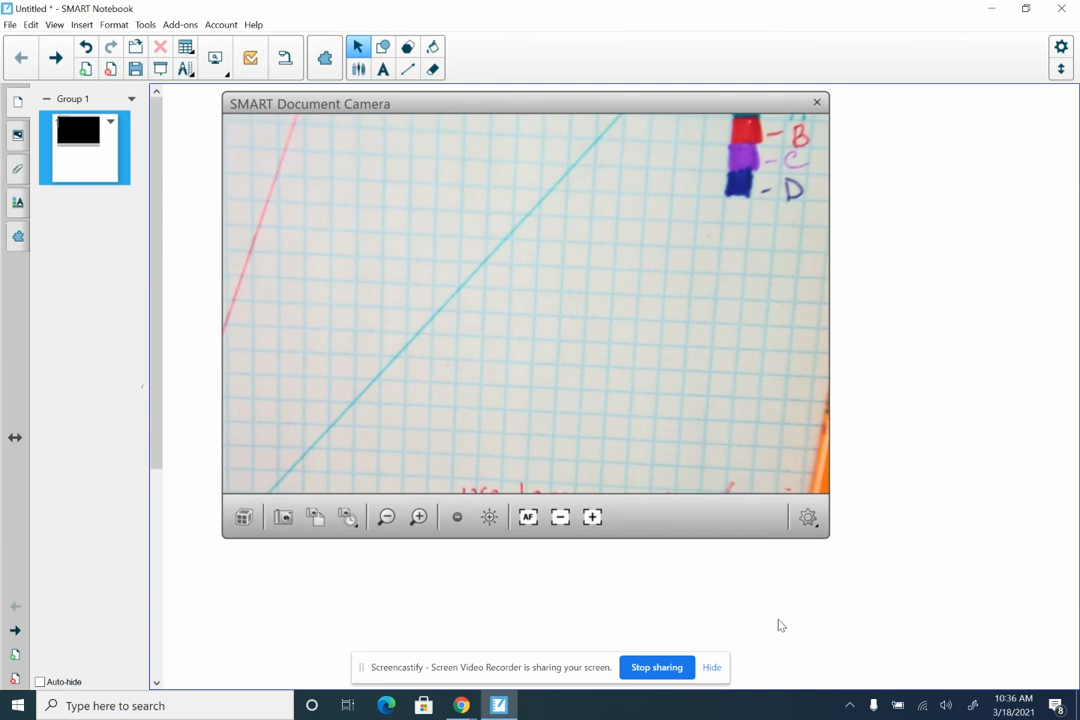 Untitled * - SMART Notebook
File Edit View Insert Format Tools Add-ons Account Help
Group 1
SMART Document Camera
- B
- C
- D
AF
Screencastify - Screen Video Recorder is sharing your screen.
Stop sharing
Hide
Auto-hide
Type here to search
10:36 AM
3/18/2021
8